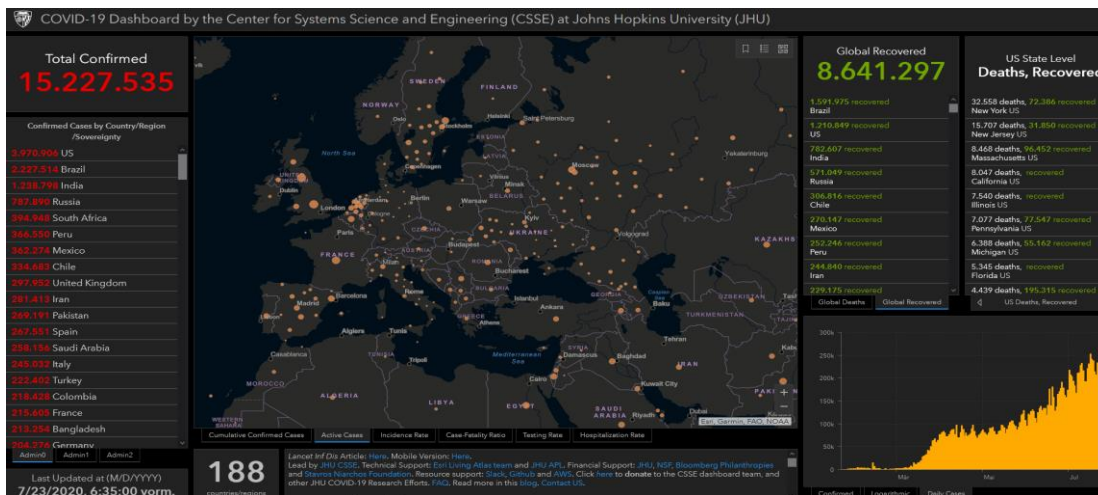 COVID-19 Dashboard by the Center for Systems Science and Engineering (CSSE) at Johns Hopkins University (JHU)
Total Confirmed
15.227.535
Confirmed Cases by Country/Region
/Sovereignty
3.970.906 US
2.227.514 Brazil
1.238.798 India
787.890 Russia
394.948 South Africa
366.550 Peru
362.274 Mexico
334.683 Chile
297.952 United Kingdom
281.413 Iran
269.191 Pakistan
267.551 Spain
258.156 Saudi Arabia
245.032 Italy
222.402 Turkey
218.428 Colombia
215.605 France
213.254 Bangladesh
204.276 Germany
Admin0 Admin1 Admin2
Last Updated at (M/D/YYYY)
7/23/2020, 6:35:00 vorm.
SWEDEN
FINLAND
NORWAY
Oslo
Helsinki
Saint Petersburg
Stockholm
ESTONIA
North Sea
LATVIA
Moscow
Yekaterinburg
Copenhagen
UNITED
Vilnius
Dublin
Minsk
BELARUS
London
Berlin
Warsaw
Cologne
Kyiv
Paris
CZECHIA
UKRAINE
Volgograd
KAZAKHS
Budapest
AUSTRIA
FRANCE
Milan
ROMANIA
Bucharest
BULGARIA
Barcelona
Rome
Madrid
Istanbul
GEORGIA
Caspian
Sea
Baku
UZBEKISTAN
Ankara
TURKMENISTAN
GREECE
Athens
Algiers
Tunis
Tehran
SYRIA
Casablanca
TUNISIA
Mediterranean
Sea
Damascus
Baghdad
Tripoli
IRAN
MOROCCO
Cairo
Kuwait City
ALGERIA
LIBYA
EGYPT
SAUDI
ARABIA
Riyadh
Dubai
WESTERN
SAHARA
Esri, Garmin, FAO, NOAA
Cumulative Confirmed Cases Active Cases Incidence Rate Case-Fatality Ratio Testing Rate Hospitalization Rate
188
countries/regions
Lancet Inf Dis Article: Here. Mobile Version: Here.
Lead by JHU CSSE. Technical Support: Esri Living Atlas team and JHU APL. Financial Support: JHU, NSF, Bloomberg Philanthropies
and Stavros Niarchos Foundation. Resource support: Slack, Github and AWS. Click here to donate to the CSSE dashboard team, and
other JHU COVID-19 Research Efforts. FAQ. Read more in this blog. Contact US.
Global Recovered
8.641.297
1.591.975 recovered
Brazil
1.210.849 recovered
US
782.607 recovered
India
571.049 recovered
Russia
306.816 recovered
Chile
270.147 recovered
Mexico
252.246 recovered
Peru
244.840 recovered
Iran
229.175 recovered
Global Deaths Global Recovered
US State Level
Deaths, Recovered
32.558 deaths, 72.386 recovered
New York US
15.707 deaths, 31.850 recovered
New Jersey US
8.468 deaths, 96.452 recovered
Massachusetts US
8.047 deaths, recovered
California US
7.540 deaths, recovered
Illinois US
7.077 deaths, 77.547 recovered
Pennsylvania US
6.388 deaths, 55.162 recovered
Michigan US
5.345 deaths, recovered
Florida US
4.439 deaths, 195.315 recovered
US Deaths, Recovered
300k
250k
200k
150k
100k
50k
0
Mär Mai Jul
Confirmed Logarithmic Daily Cases